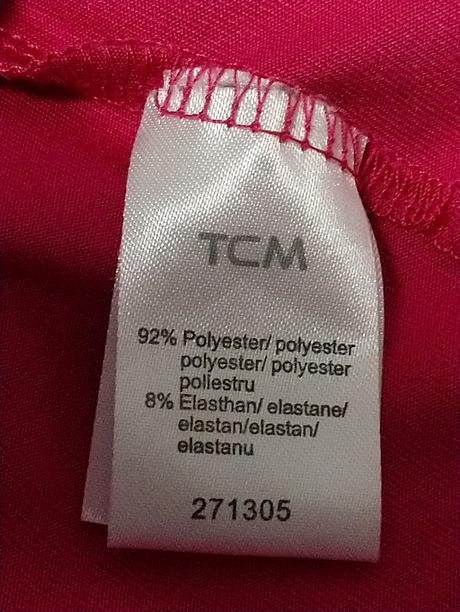 TCM
92% Polyester/ polyester
polyester/ polyester
poliestru
8% Elasthan/ elastane/
elastan/elastan/
elastanu
271305